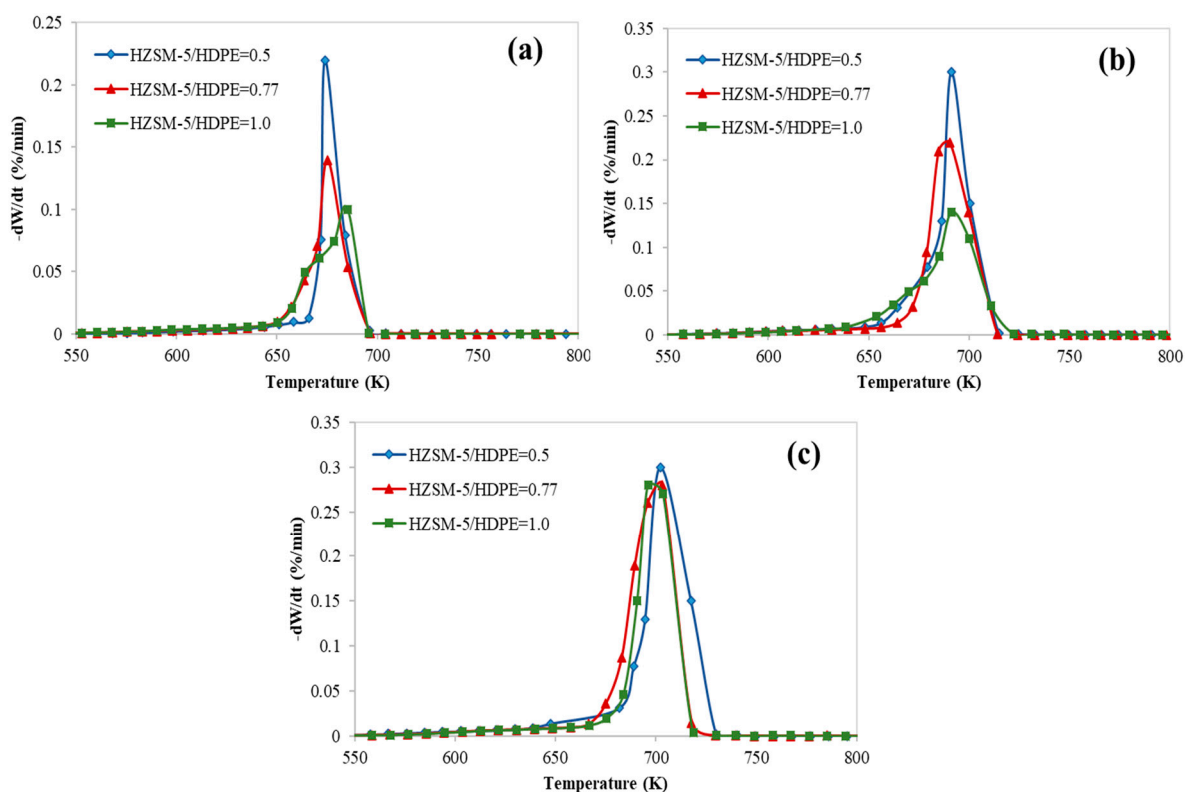 (a)
HZSM-5/HDPE=0.5
HZSM-5/HDPE=0.77
HZSM-5/HDPE=1.0
-dW/dt (%/min)
0.25
0.2
0.15
0.1
0.05
0
550 600 650 700 750 800
Temperature (K)
(b)
HZSM-5/HDPE=0.5
HZSM-5/HDPE=0.77
HZSM-5/HDPE=1.0
-dW/dt (%/min)
0.35
0.3
0.25
0.2
0.15
0.1
0.05
0
550 600 650 700 750 800
Temperature (K)
(c)
HZSM-5/HDPE=0.5
HZSM-5/HDPE=0.77
HZSM-5/HDPE=1.0
-dW/dt (%/min)
0.35
0.3
0.25
0.2
0.15
0.1
0.05
0
550 600 650 700 750 800
Temperature (K)